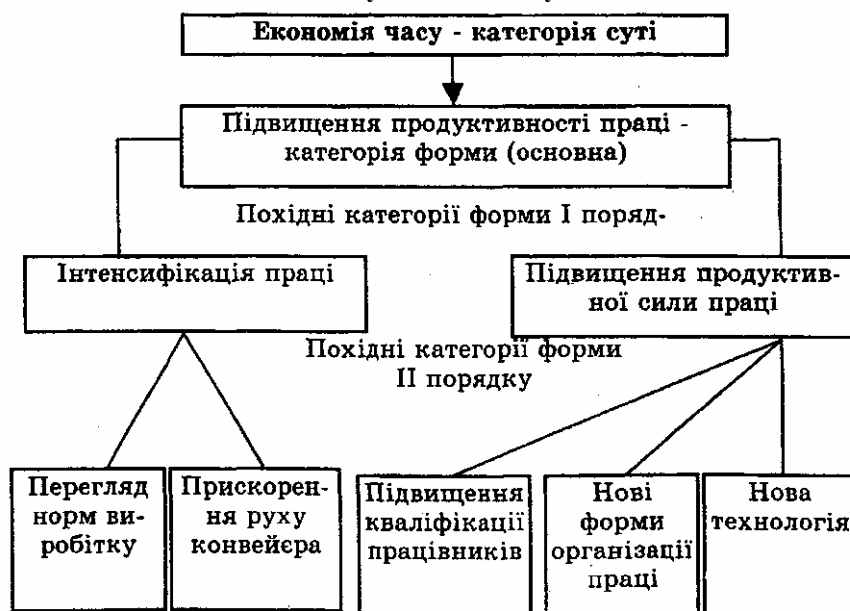 Економія часу - категорія суті
Підвищення продуктивності праці -
категорія форми (основна)
Похідні категорії форми І поряд-
Інтенсифікація праці
Підвищення продуктив-
ної сили праці
Похідні категорії форми
ІІ порядку
Перегляд
норм ви-
робітку
Прискорен-
ня руху
конвейєра
Підвищення
кваліфікації
працівників
Нові
форми
організації
праці
Нова
технологія